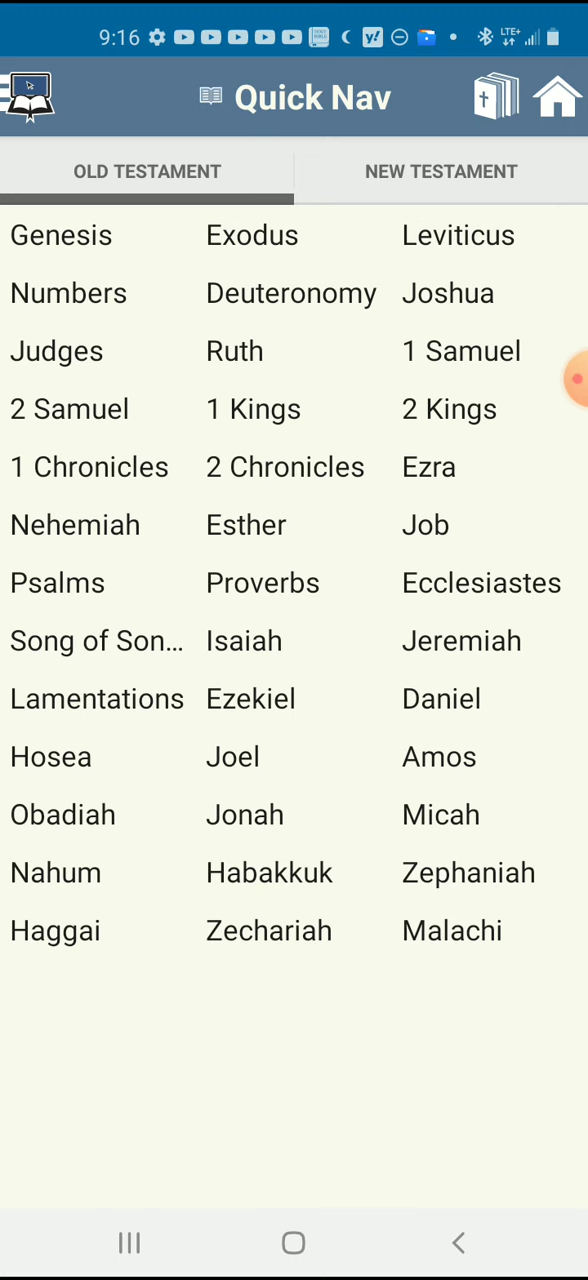 9:16 y! LTE+
Quick Nav
OLD TESTAMENT NEW TESTAMENT
Genesis Exodus Leviticus
Numbers Deuteronomy Joshua
Judges Ruth 1 Samuel
2 Samuel 1 Kings 2 Kings
1 Chronicles 2 Chronicles Ezra
Nehemiah Esther Job
Psalms Proverbs Ecclesiastes
Song of Son... Isaiah Jeremiah
Lamentations Ezekiel Daniel
Hosea Joel Amos
Obadiah Jonah Micah
Nahum Habakkuk Zephaniah
Haggai Zechariah Malachi